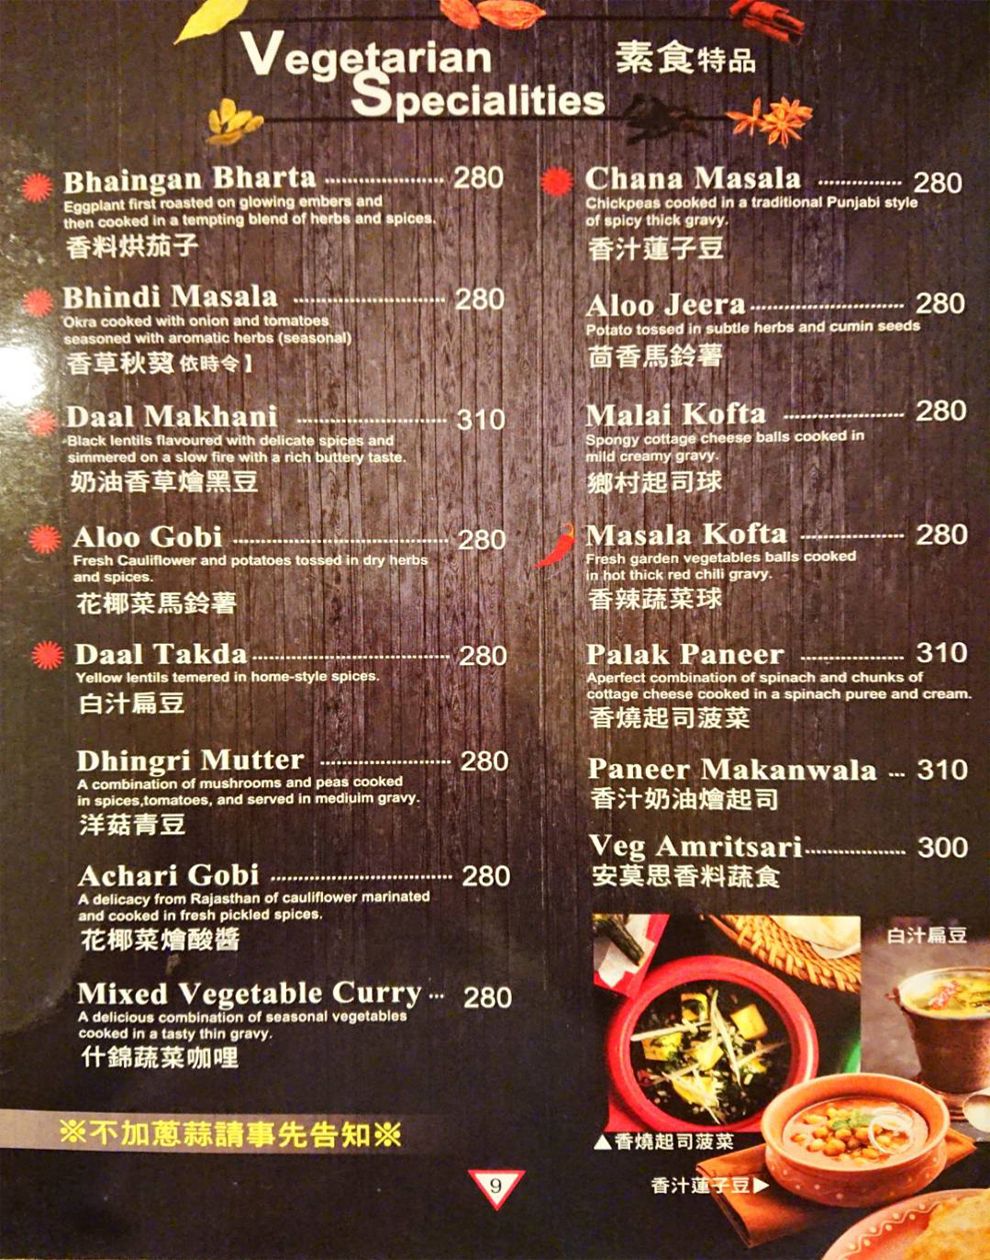 Vegetarian
Specialities
素食特品
Bhaingan Bharta 280
Eggplant first roasted on glowing embers and
then cooked in a tempting blend of herbs and spices.
香料烘茄子
Bhindi Masala 280
Okra cooked with onion and tomatoes
seasoned with aromatic herbs (seasonal)
香草秋葵 依時令】
Daal Makhani 310
Black lentils flavoured with delicate spices and
simmered on a slow fire with a rich buttery taste.
奶油香草燴黑豆
Aloo Gobi 280
Fresh Cauliflower and potatoes tossed in dry herbs
and spices.
花椰菜馬鈴薯
Daal Takda 280
Yellow lentils temered in home-style spices.
白汁扁豆
Dhingri Mutter 280
A combination of mushrooms and peas cooked
in spices,tomatoes, and served in mediuim gravy.
洋菇青豆
Achari Gobi 280
A delicacy from Rajasthan of cauliflower marinated
and cooked in fresh pickled spices.
花椰菜燴酸醬
Mixed Vegetable Curry 280
A delicious combination of seasonal vegetables
cooked in a tasty thin gravy.
什錦蔬菜咖哩
※不加蔥蒜請事先告知※
Chana Masala 280
Chickpeas cooked in a traditional Punjabi style
of spicy thick gravy.
香汁蓮子豆
Aloo Jeera 280
Potato tossed in subtle herbs and cumin seeds
茴香馬鈴薯
Malai Kofta 280
Spongy cottage cheese balls cooked in
mild creamy gravy.
鄉村起司球
Masala Kofta 280
Fresh garden vegetables balls cooked
in hot thick red chili gravy.
香辣蔬菜球
Palak Paneer 310
Aperfect combination of spinach and chunks of
cottage cheese cooked in a spinach puree and cream.
香燒起司菠菜
Paneer Makanwala 310
香汁奶油燴起司
Veg Amritsari 300
安莫思香料蔬食
白汁扁豆
▲香燒起司菠菜
香汁蓮子豆▶
9